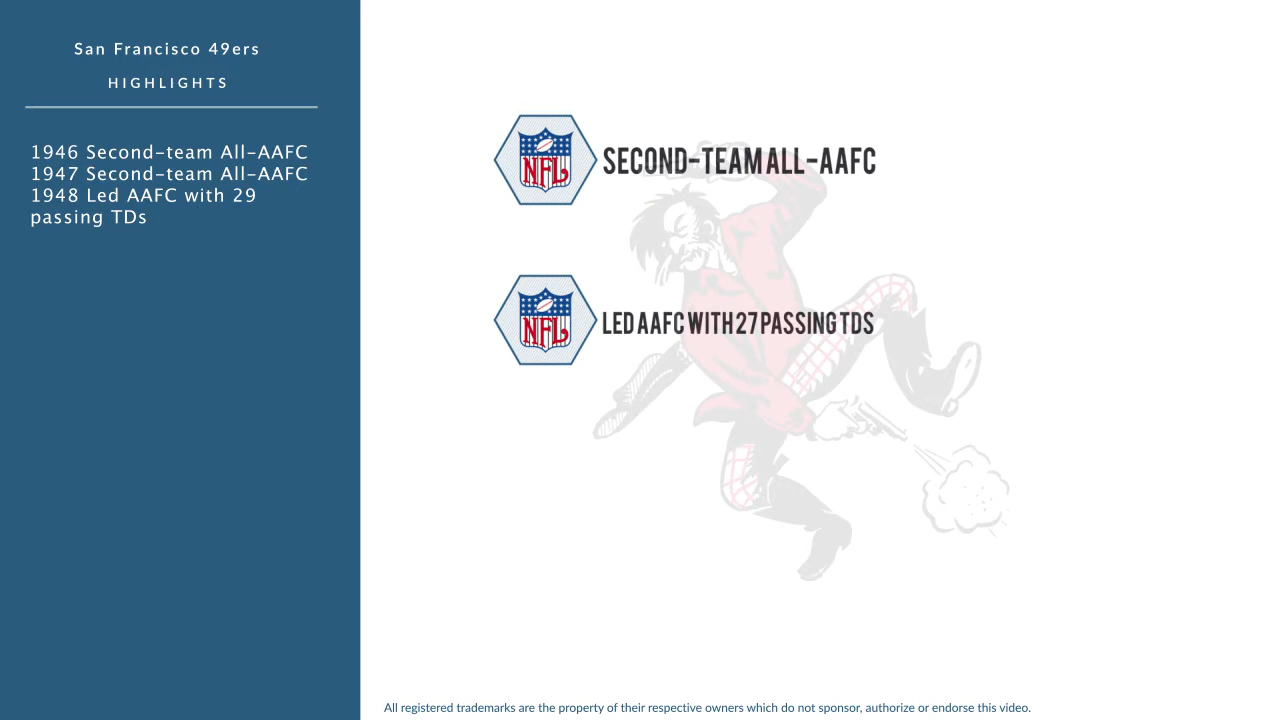 San Francisco 49ers
HIGHLIGHTS
1946 Second-team All-AAFC
1947 Second-team All-AAFC
1948 Led AAFC with 29
passing TDs
NFL
SECOND-TEAM ALL-AAFC
NFL
LED AAFC WITH 27 PASSING TDS
All registered trademarks are the property of their respective owners which do not sponsor, authorize or endorse this video.